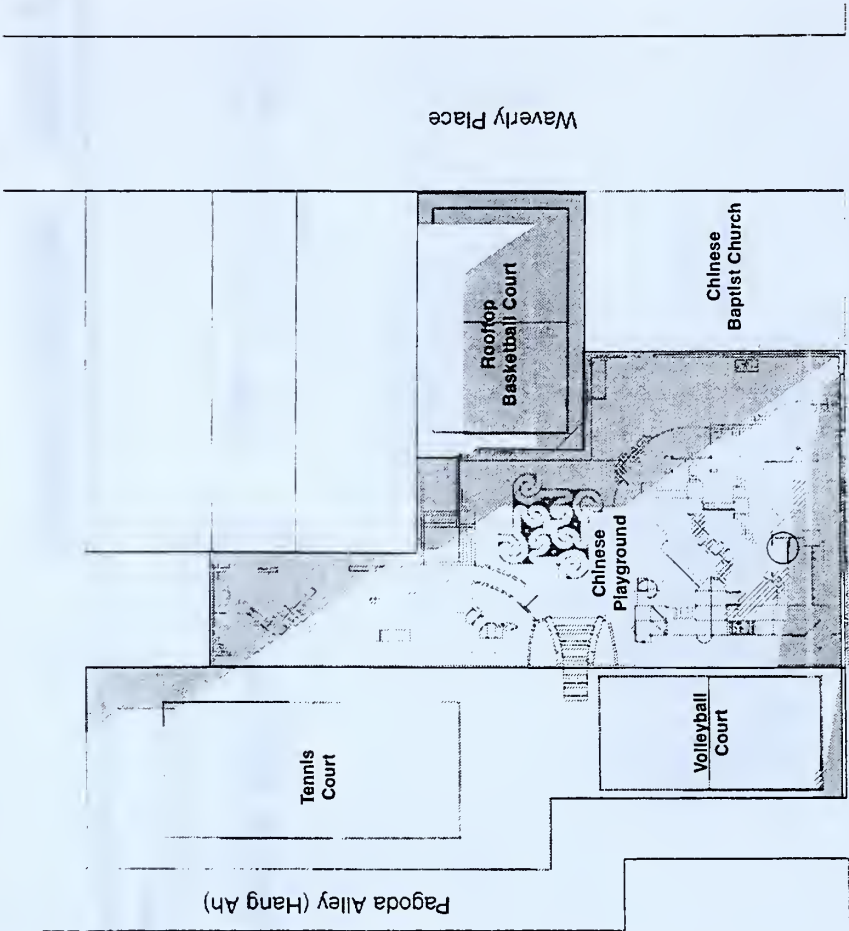 Waverly Place
Rooftop
Basketball Court
Chinese
Baptist Church
Chinese
Playground
Tennis
Court
Volleyball
Court
Pagoda Alley (Hang Ah)